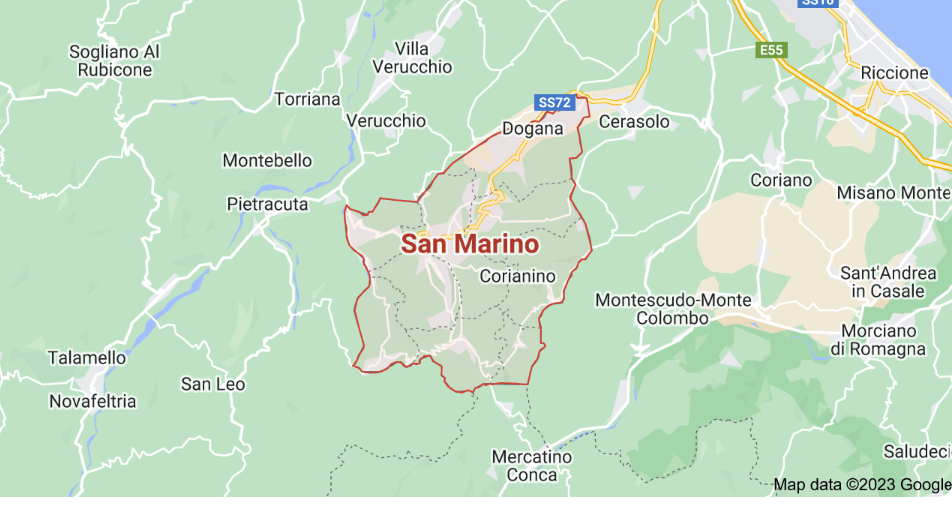 SS16
Sogliano Al
Rubicone
Villa
Verucchio
E55
Riccione
Torriana
SS72
Verucchio
Dogana
Cerasolo
Montebello
Coriano
Misano Monte
Pietracuta
San Marino
Corianino
Sant'Andrea
in Casale
Montescudo-Monte
Colombo
Morciano
di Romagna
Talamello
San Leo
Novafeltria
Mercatino
Conca
Saludeci
Map data ©2023 Google